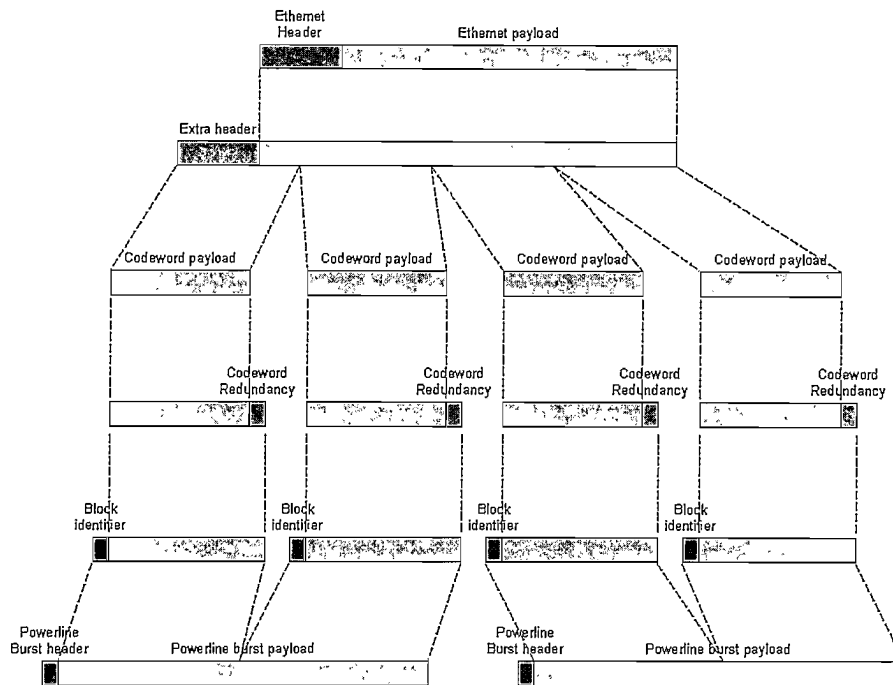 Ethernet
Header
Ethernet payload
Extra header
Codeword payload
Codeword payload
Codeword payload
Codeword payload
Codeword
Redundancy
Codeword
Redundancy
Codeword
Redundancy
Codeword
Redundancy
Block
identifier
Block
identifier
Block
identifier
Block
identifier
Powerline
Burst header
Powerline burst payload
Powerline
Burst header
Powerline burst payload